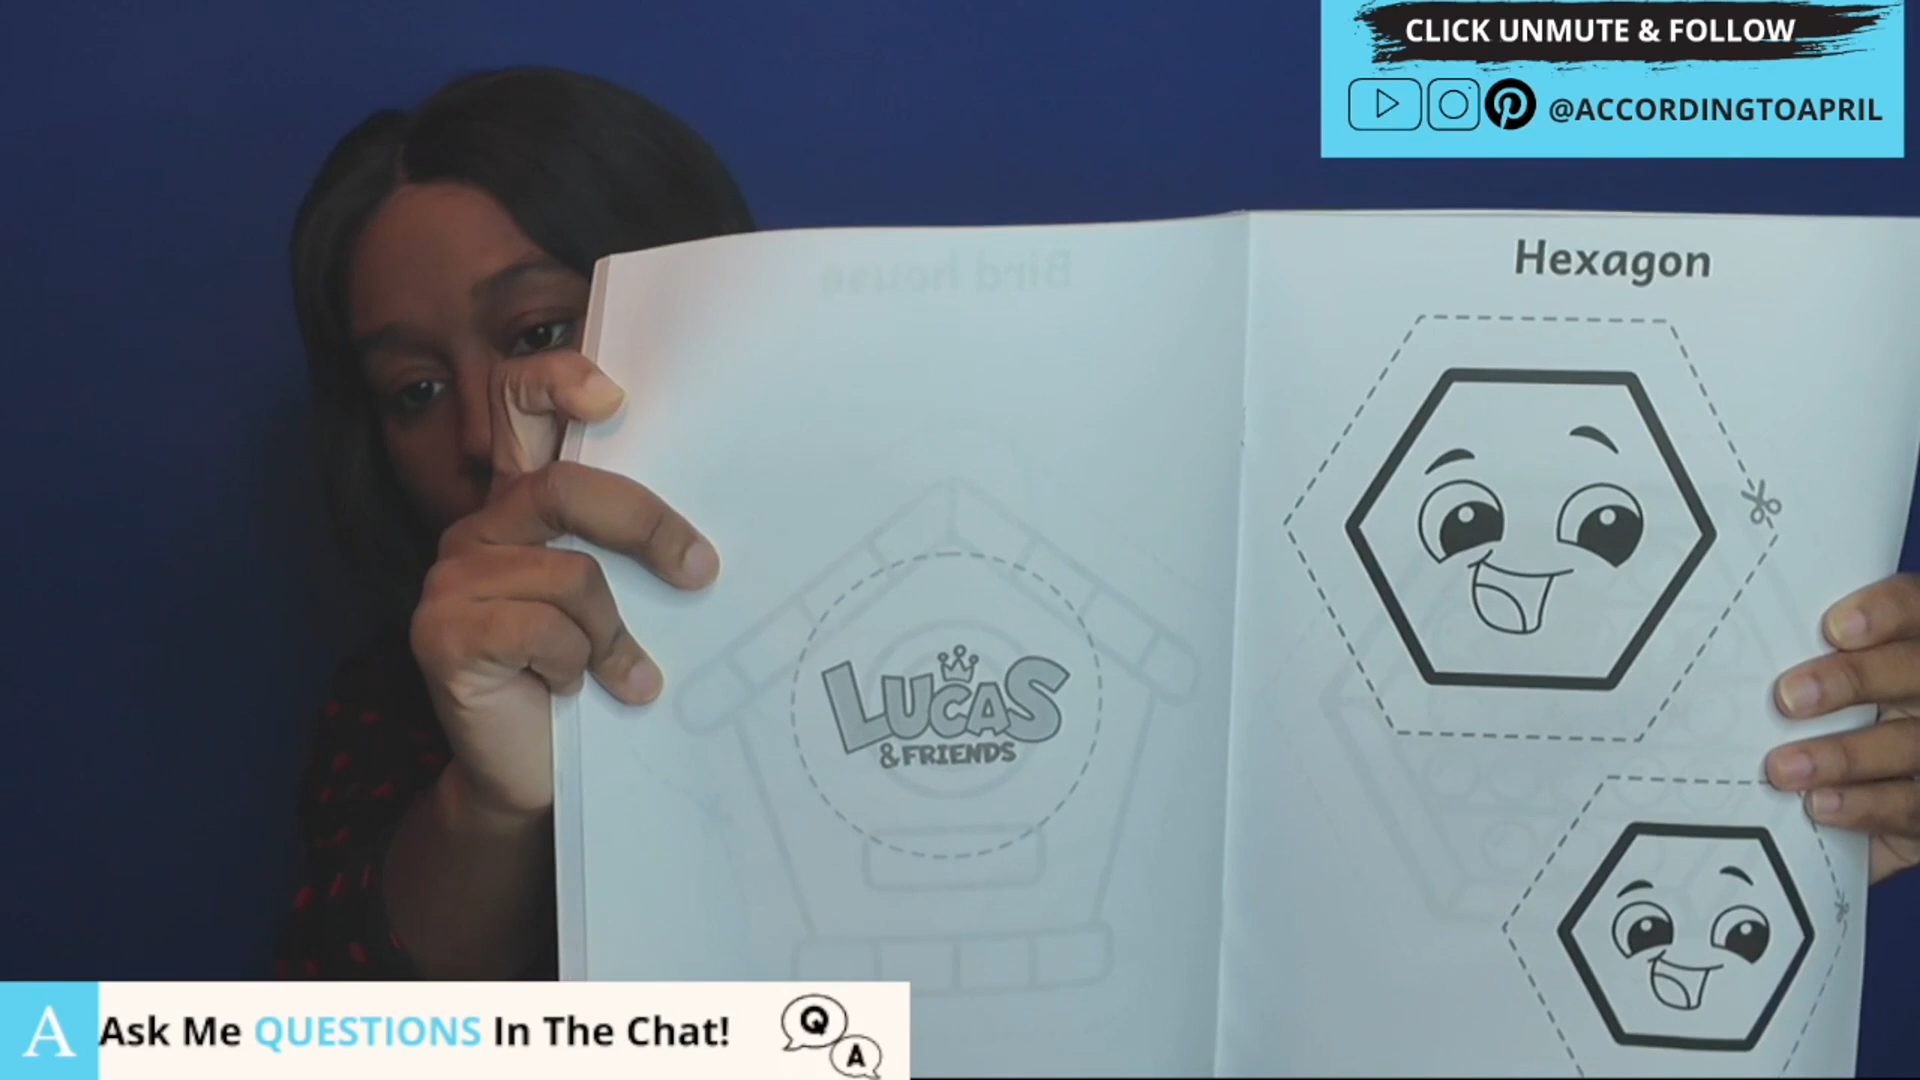 CLICK UNMUTE & FOLLOW
@ACCORDINGTOAPRIL
Bird house
Hexagon
LUCAS
& FRIENDS
A
Ask Me QUESTIONS In The Chat!
Q
A